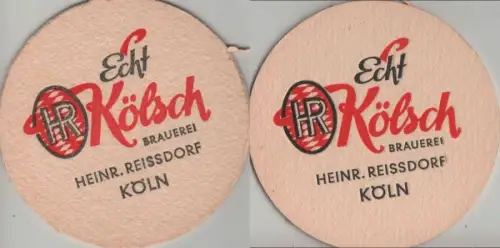 Echt
HR Kölsch
BRAUEREI
HEINR. REISSDORF
KÖLN
Echt
HR Kölsch
BRAUEREI
HEINR. REISSDORF
KÖLN